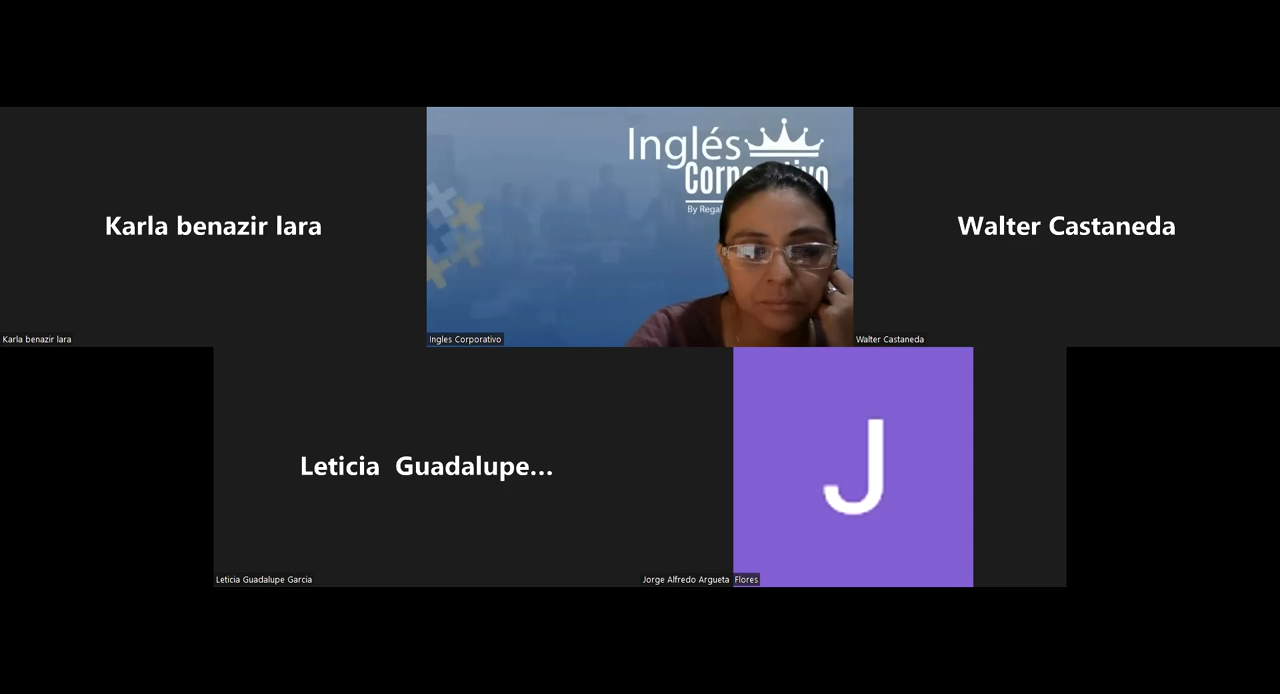 Karla benazir lara
Karla benazir lara
Inglés
Corp
By Regal
Ingles Corporativo
Walter Castaneda
Walter Castaneda
Leticia  Guadalupe...
Leticia Guadalupe Garcia
J
Jorge Alfredo Argueta Flores